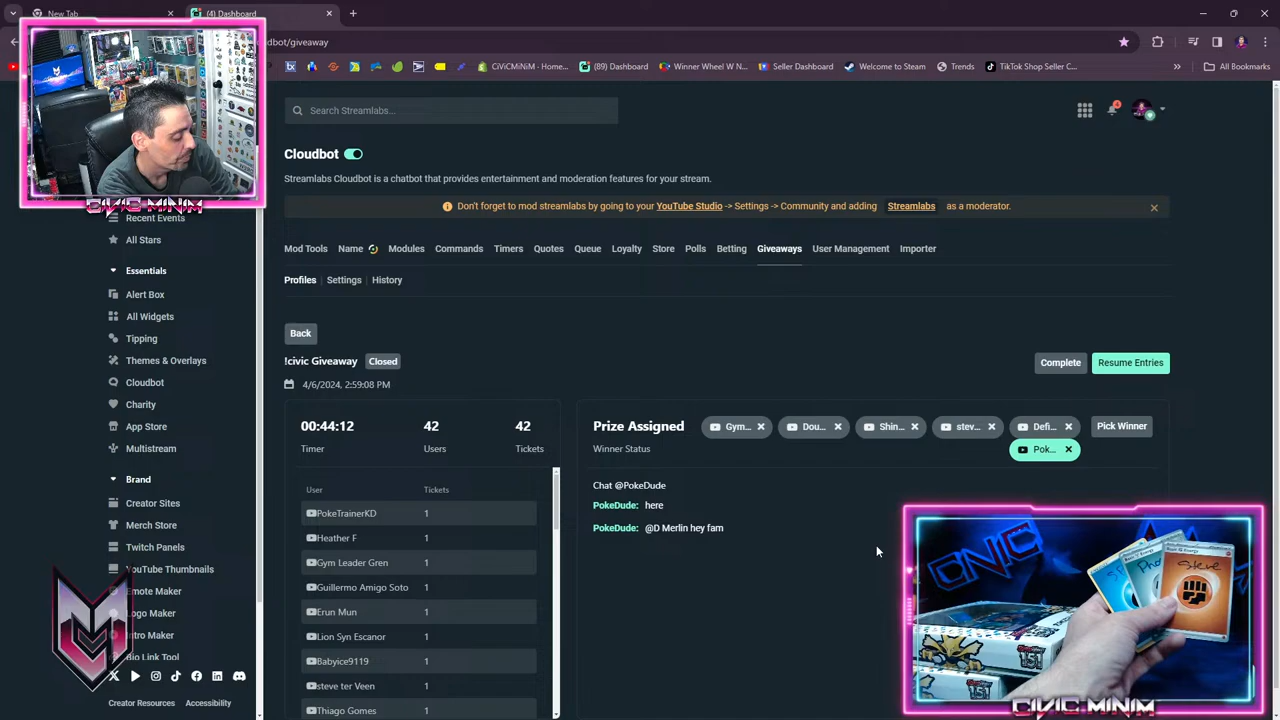 New Tab
(4) Dashboard
dbot/giveaway
CiViCMiNiM - Home...
(89) Dashboard
Winner Wheel W N...
Seller Dashboard
Welcome to Steam
Trends
TikTok Shop Seller C...
»
All Bookmarks
Search Streamlabs...
4
Cloudbot
Streamlabs Cloudbot is a chatbot that provides entertainment and moderation features for your stream.
CIVIC MINIM
Don't forget to mod Streamlabs by going to your YouTube Studio -> Settings -> Community. Add Streamlabs as a moderator.
Recent Events
All Stars
Essentials
Alert Box
All Widgets
Tipping
Themes & Overlays
Cloudbot
Charity
App Store
Multistream
Brand
Creator Sites
Merch Store
Twitch Panels
YouTube Thumbnails
Emote Maker
Logo Maker
Intro Maker
Bio Link Tool
Creator Resources
Accessibility
Mod Tools
Name
Modules
Commands
Timers
Quotes
Queue
Loyalty
Store
Polls
Betting
Giveaways
User Management
Importer
Profiles
Settings
History
Back
!civic Giveaway
Closed
4/6/2024, 2:59:08 PM
Complete
Resume Entries
00:44:12
42
42
Timer
Users
Tickets
User
Tickets
PokeTrainerKD
1
Heather F
1
Gym Leader Gren
1
Guillermo Amigo Soto
1
Erun Mun
1
Lion Syn Escanor
1
Babyice9119
1
steve ter Veen
1
Thiago Gomes
1
Prize Assigned
Gym...
Lou...
Shin...
stev...
Defi...
Pick Winner
Pok...
Winner Status
Chat @PokeDude
PokeDude: here
PokeDude: @D Merlin hey fam
Energy
Energy
Steve
151
CIVIC MINIM